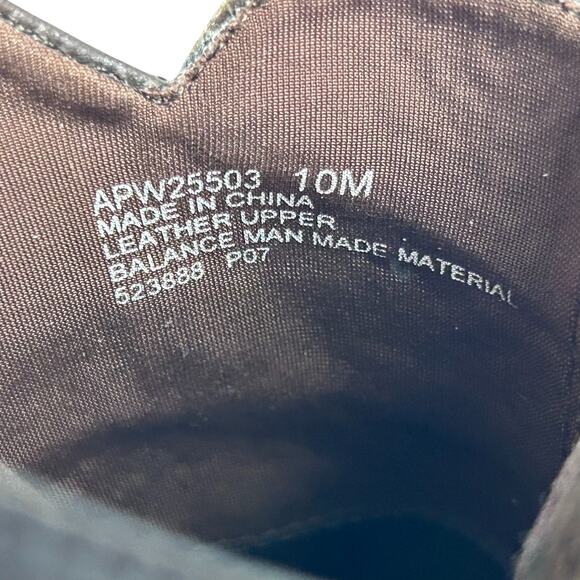 APW25503 10M
MADE IN CHINA
LEATHER UPPER
BALANCE MAN MADE MATERIAL
523888 P07